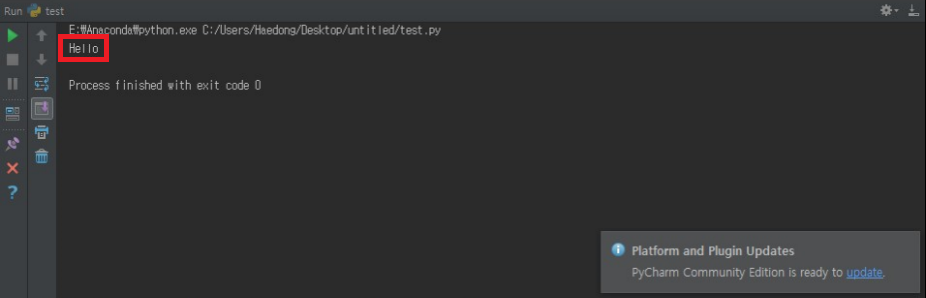 Run test
E:₩Anaconda₩python.exe C:/Users/Haedong/Desktop/untitled/test.py
Hello
Process finished with exit code 0
Platform and Plugin Updates
PyCharm Community Edition is ready to update.